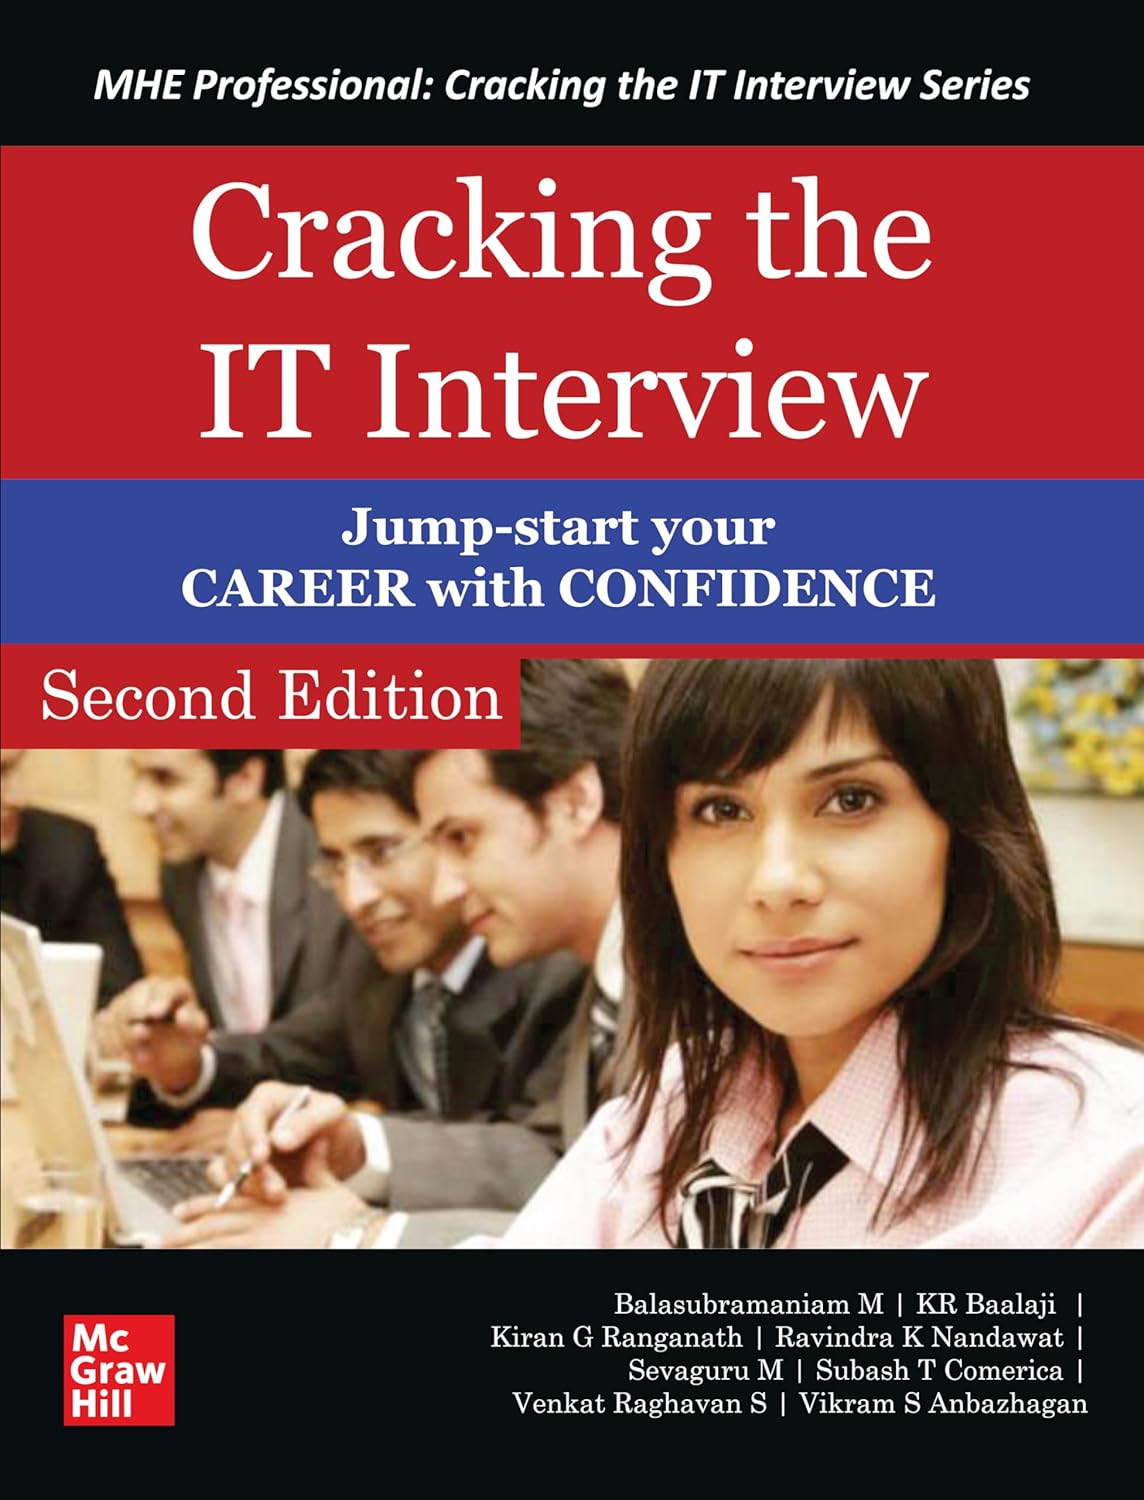 MHE Professional: Cracking the IT Interview Series
Cracking the
IT Interview
Jump-start your
CAREER with CONFIDENCE
Second Edition
Balasubramaniam M | KR Baalaji |
Kiran G Ranganath | Ravindra K Nandawat |
Sevaguru M | Subash T Comerica |
Venkat Raghavan S | Vikram S Anbazhagan
Mc
Graw
Hill